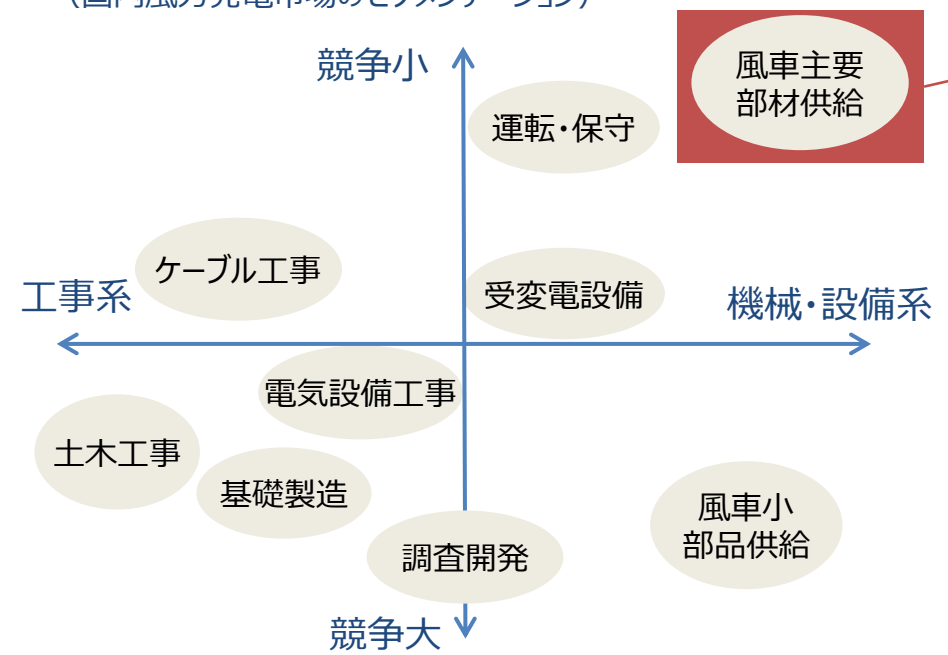 競争小
風車主要
部材供給
運転・保守
ケーブル工事
工事系
受変電設備
機械・設備系
電気設備工事
土木工事
基礎製造
風車小
部品供給
調査開発
競争大